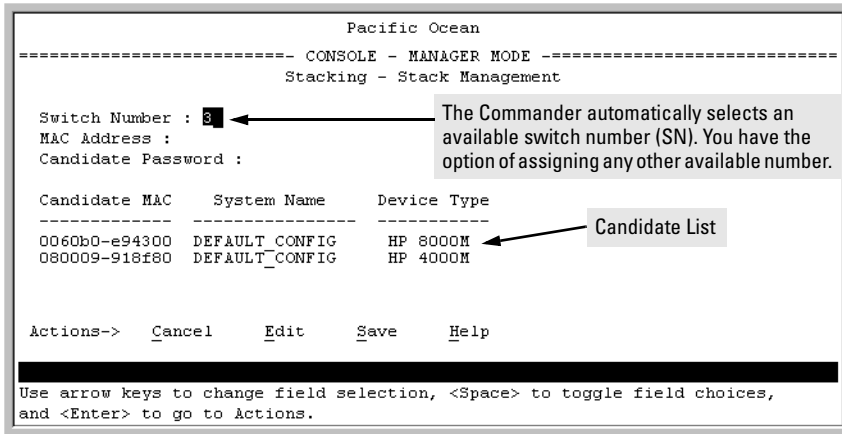 Pacific Ocean
===========================- CONSOLE - MANAGER MODE -============================
Stacking - Stack Management
Switch Number : 3
The Commander automatically selects an
available switch number (SN). You have the
option of assigning any other available number.
MAC Address :
Candidate Password :
Candidate MAC System Name Device Type
------------- ---------------- -----------
0060b0-e94300 DEFAULT_CONFIG HP 8000M
080009-918f80 DEFAULT_CONFIG HP 4000M
Candidate List
Actions-> Cancel Edit Save Help
Use arrow keys to change field selection, <Space> to toggle field choices,
and <Enter> to go to Actions.